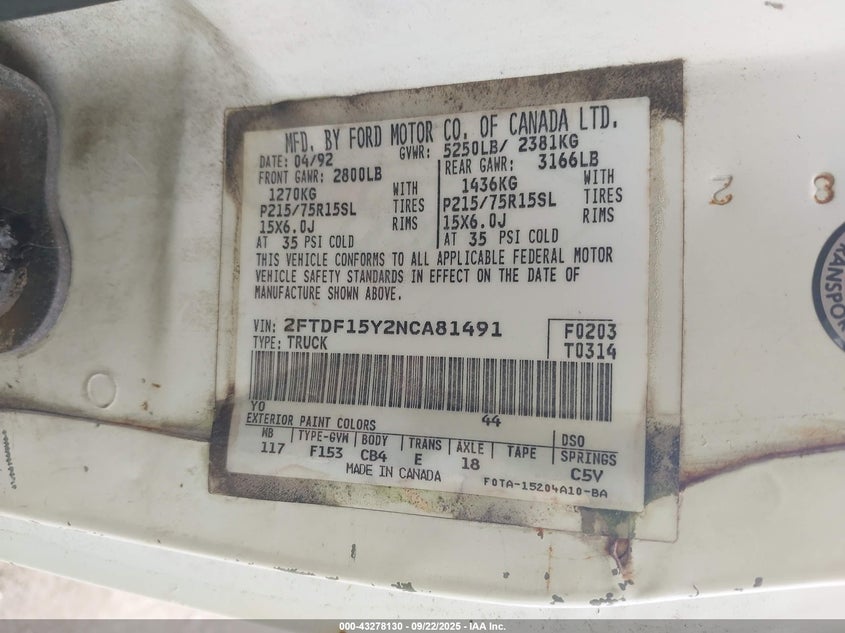 MFD. BY FORD MOTOR CO. OF CANADA LTD.
DATE: 04/92 GVWR: 5250LB/ 2381KG
FRONT GAWR: 2800LB REAR GAWR: 3166LB
1270KG WITH 1436KG WITH
P215/75R15SL TIRES P215/75R15SL TIRES
15X6.0J RIMS 15X6.0J RIMS
AT 35 PSI COLD AT 35 PSI COLD
THIS VEHICLE CONFORMS TO ALL APPLICABLE FEDERAL MOTOR
VEHICLE SAFETY STANDARDS IN EFFECT ON THE DATE OF
MANUFACTURE SHOWN ABOVE.
VIN: 2FTDF15Y2NCA81491 F0203
TYPE: TRUCK T0314
YO 44
EXTERIOR PAINT COLORS DSO
WB TYPE-GVW BODY TRANS AXLE TAPE SPRINGS
117 F153 CB4 E 18 C5V
MADE IN CANADA F0TA-15204A10-BA
2 3
TRANSPOR
000-43278130 - 09/22/2025 - IAA Inc.